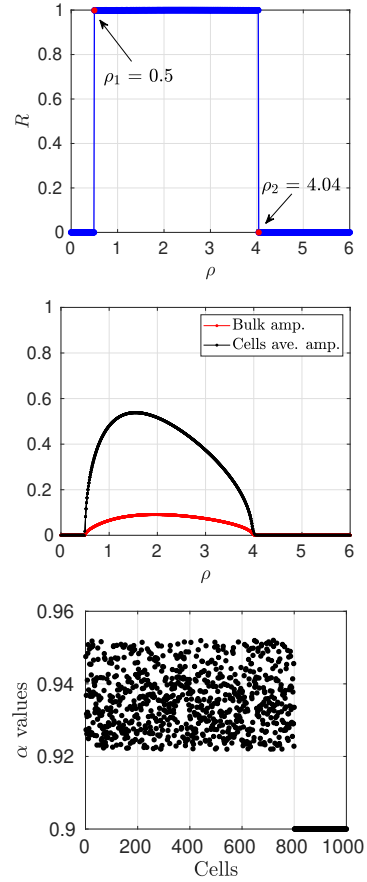 1
0.8
0.6
0.4
0.2
0
R
ρ₁ = 0.5
ρ₂ = 4.04
0 1 2 3 4 5 6
ρ
1
0.8
0.6
0.4
0.2
0
Bulk amp.
Cells ave. amp.
0 1 2 3 4 5 6
ρ
0.96
0.94
0.92
0.9
α values
0 200 400 600 800 1000
Cells